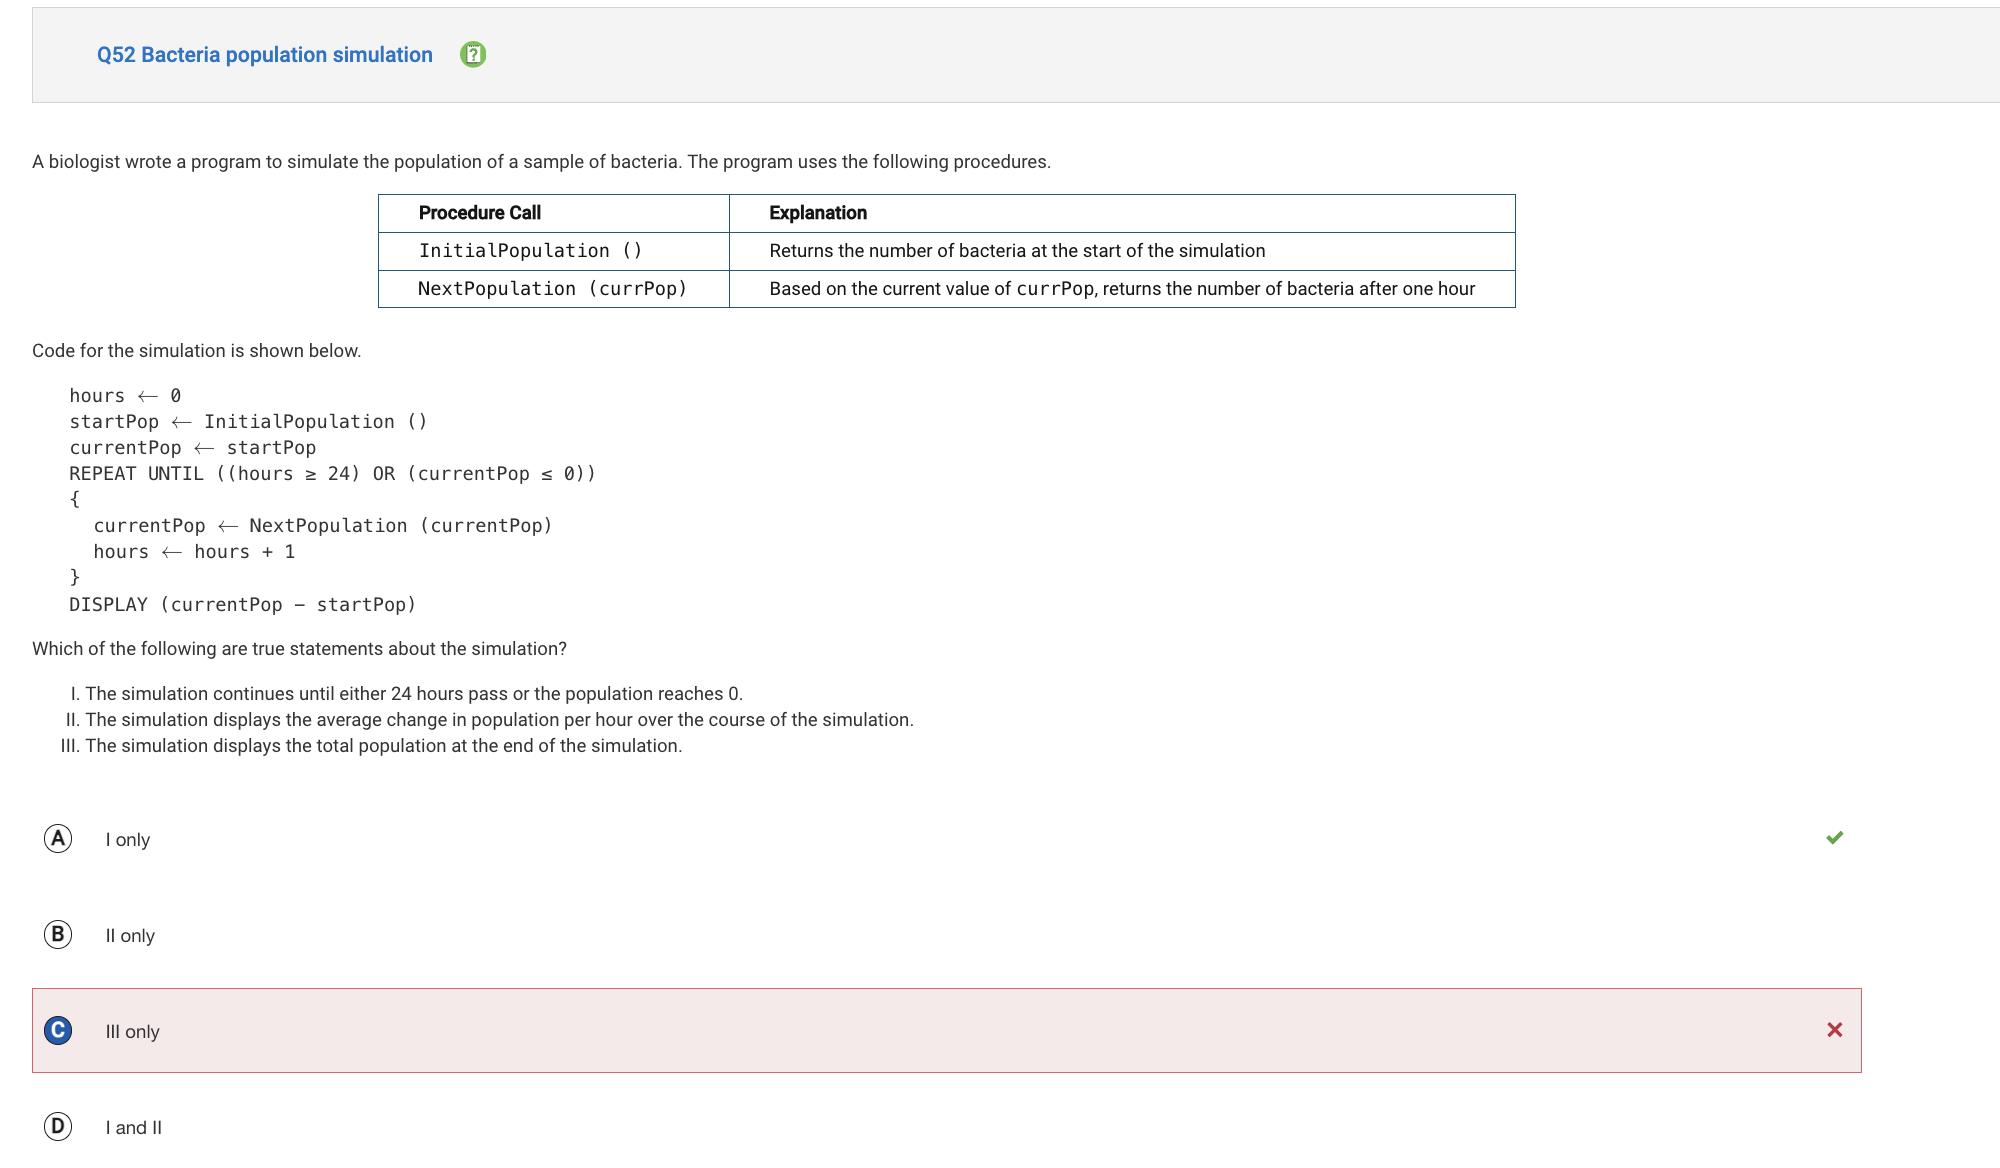 Q52 Bacteria population simulation
A biologist wrote a program to simulate the population of a sample of bacteria. The program uses the following procedures.
Procedure Call Explanation
InitialPopulation () Returns the number of bacteria at the start of the simulation
NextPopulation (currPop) Based on the current value of currPop, returns the number of bacteria after one hour
Code for the simulation is shown below.
hours ← 0
startPop ← InitialPopulation ()
currentPop ← startPop
REPEAT UNTIL ((hours ≥ 24) OR (currentPop ≤ 0))
{
currentPop ← NextPopulation (currentPop)
hours ← hours + 1
}
DISPLAY (currentPop − startPop)
Which of the following are true statements about the simulation?
I. The simulation continues until either 24 hours pass or the population reaches 0.
II. The simulation displays the average change in population per hour over the course of the simulation.
III. The simulation displays the total population at the end of the simulation.
A I only
B II only
C III only
D I and II